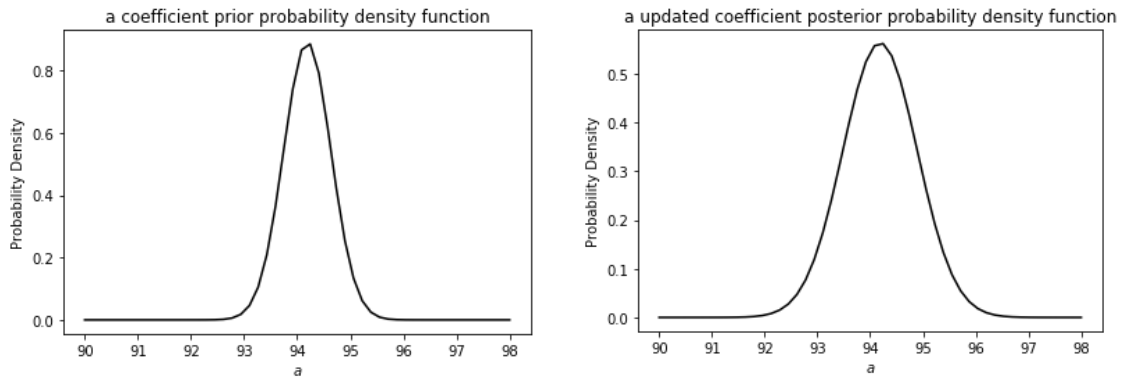 a coefficient prior probability density function
Probability Density
0.8
0.6
0.4
0.2
0.0
90 91 92 93 94 95 96 97 98
a
a updated coefficient posterior probability density function
Probability Density
0.5
0.4
0.3
0.2
0.1
0.0
90 91 92 93 94 95 96 97 98
a